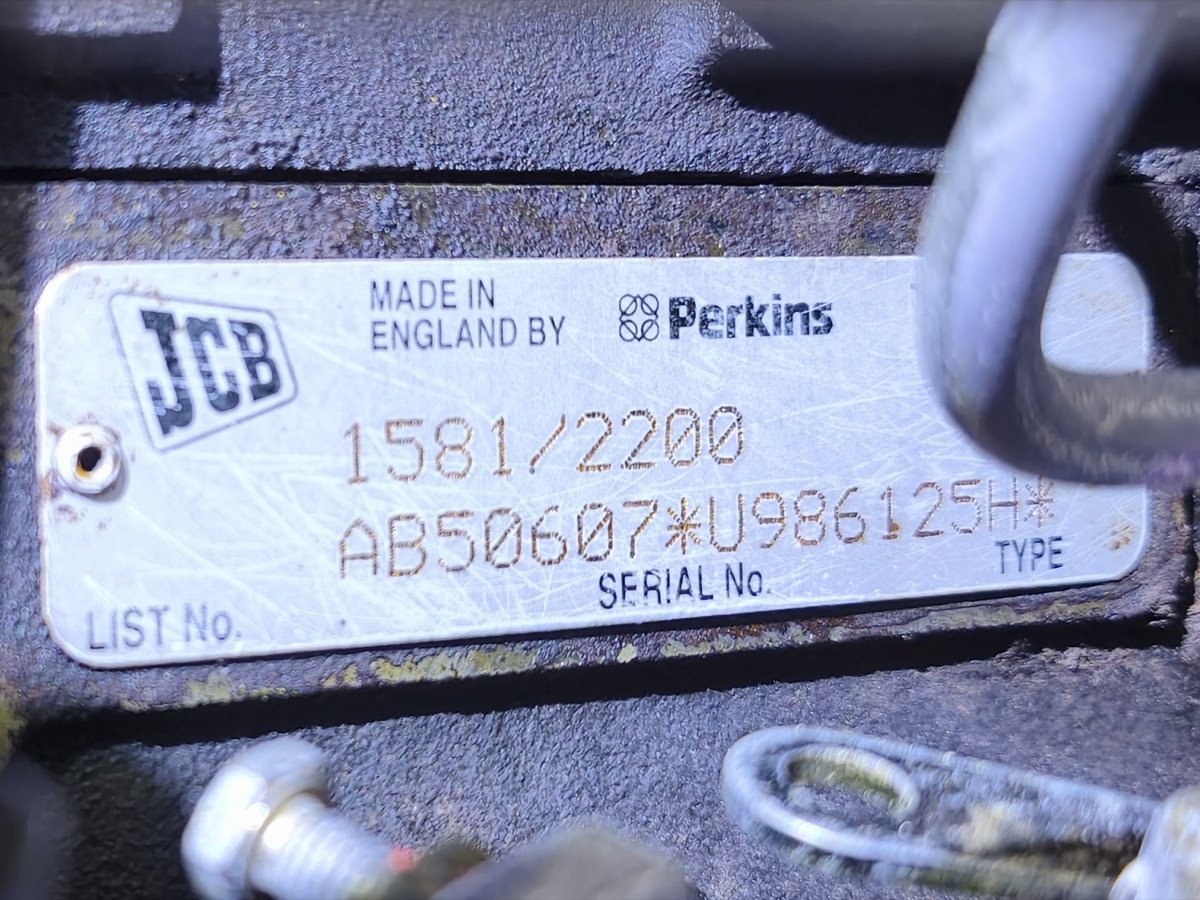 JCB
MADE IN
ENGLAND BY
Perkins
1581/2200
AB50607*U986125H*
LIST No.
SERIAL No.
TYPE